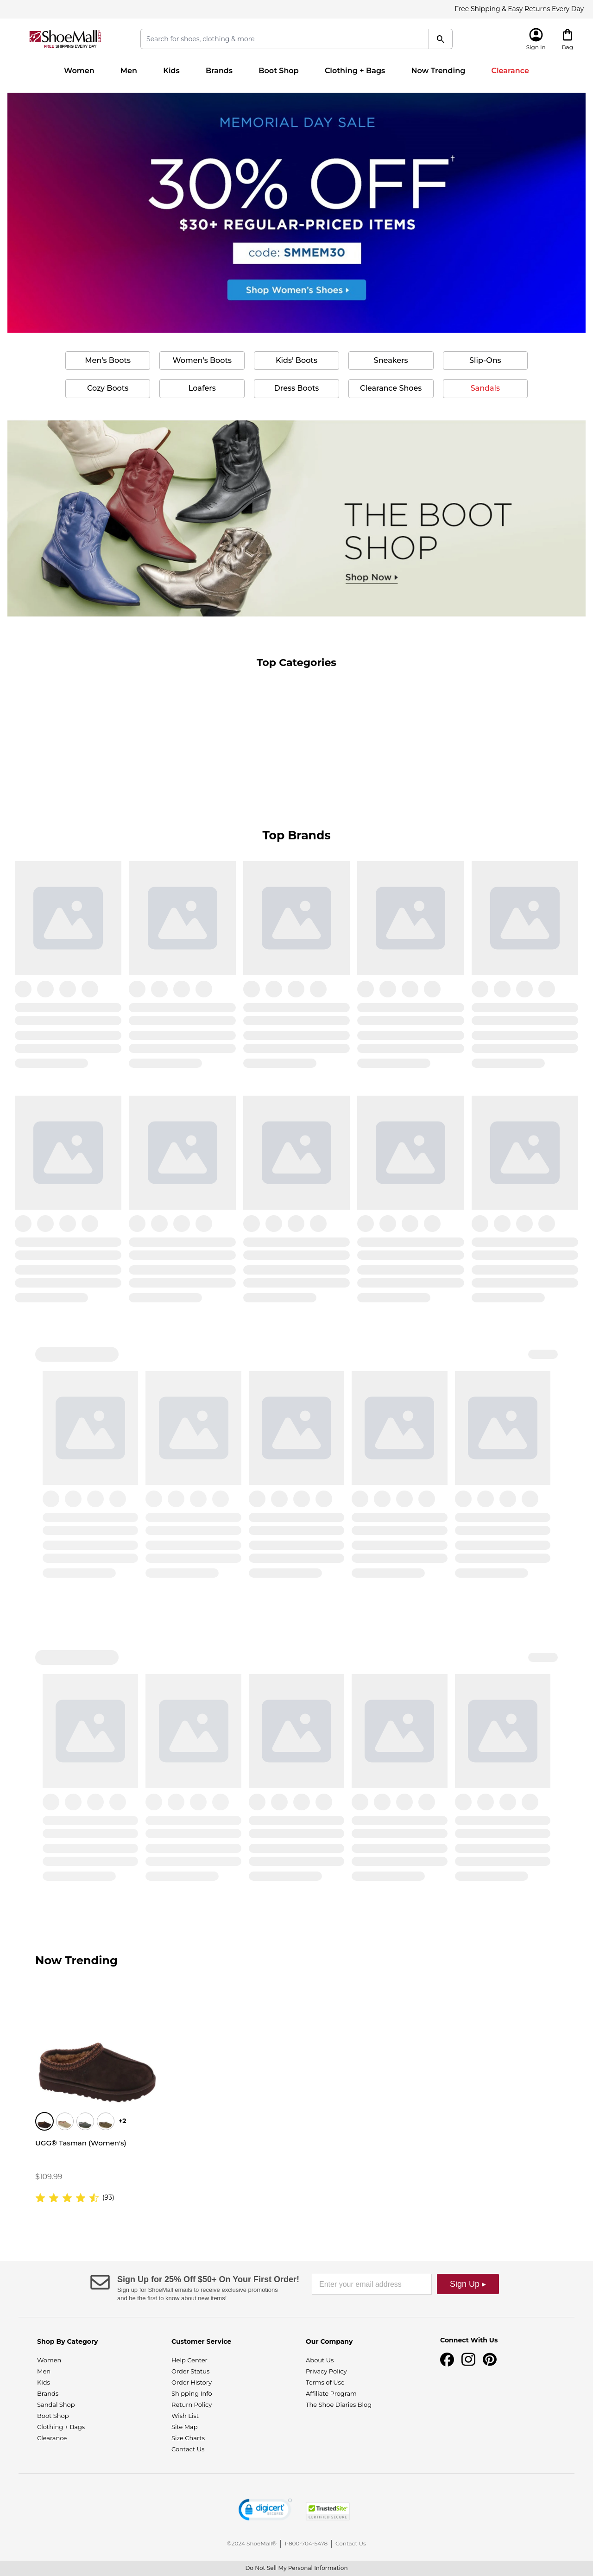 Free Shipping & Easy Returns Every Day
ShoeMall.com
FREE SHIPPING EVERY DAY
Search for shoes, clothing & more
Sign In
Bag
Women Men Kids Brands Boot Shop Clothing + Bags Now Trending Clearance
MEMORIAL DAY SALE
30% OFF†
$30+ REGULAR-PRICED ITEMS
code: SMMEM30
Shop Women's Shoes ▸
Men's Boots Women's Boots Kids' Boots Sneakers Slip-Ons
Cozy Boots Loafers Dress Boots Clearance Shoes Sandals
THE BOOT
SHOP
Shop Now ▸
Top Categories
Top Brands
Now Trending
+2
UGG® Tasman (Women's)
$109.99
(93)
Sign Up for 25% Off $50+ On Your First Order!
Sign up for ShoeMall emails to receive exclusive promotions
and be the first to know about new items!
Enter your email address
Sign Up ▸
Shop By Category
Women
Men
Kids
Brands
Sandal Shop
Boot Shop
Clothing + Bags
Clearance
Customer Service
Help Center
Order Status
Order History
Shipping Info
Return Policy
Wish List
Site Map
Size Charts
Contact Us
Our Company
About Us
Privacy Policy
Terms of Use
Affiliate Program
The Shoe Diaries Blog
Connect With Us
digicert
SECURED
TrustedSite
CERTIFIED SECURE
©2024 ShoeMall® | 1-800-704-5478 | Contact Us
Do Not Sell My Personal Information